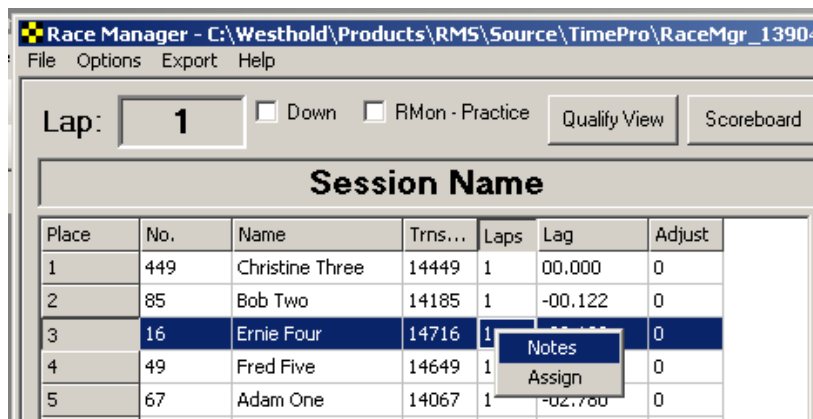 Race Manager - C:\Westhold\Products\RMS\Source\TimePro\RaceMgr_1390
File Options Export Help
Lap: 1 Down RMon - Practice Qualify View Scoreboard
Session Name
Place No. Name Trns... Laps Lag Adjust
1 449 Christine Three 14449 1 00.000 0
2 85 Bob Two 14185 1 -00.122 0
3 16 Ernie Four 14716 1 0
Notes
4 49 Fred Five 14649 1 0
Assign
5 67 Adam One 14067 1 -02.780 0